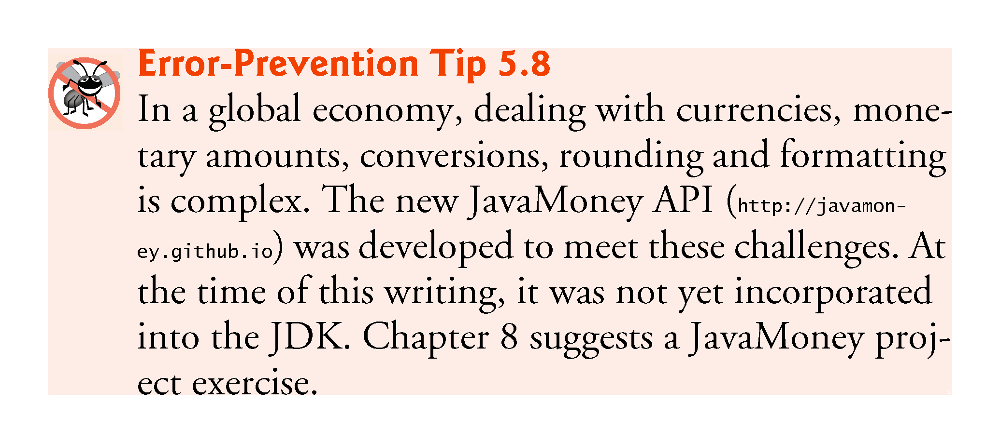 Error-Prevention Tip 5.8
In a global economy, dealing with currencies, mone-
tary amounts, conversions, rounding and formatting
is complex. The new JavaMoney API (http://javamon-
ey.github.io) was developed to meet these challenges. At
the time of this writing, it was not yet incorporated
into the JDK. Chapter 8 suggests a JavaMoney proj-
ect exercise.